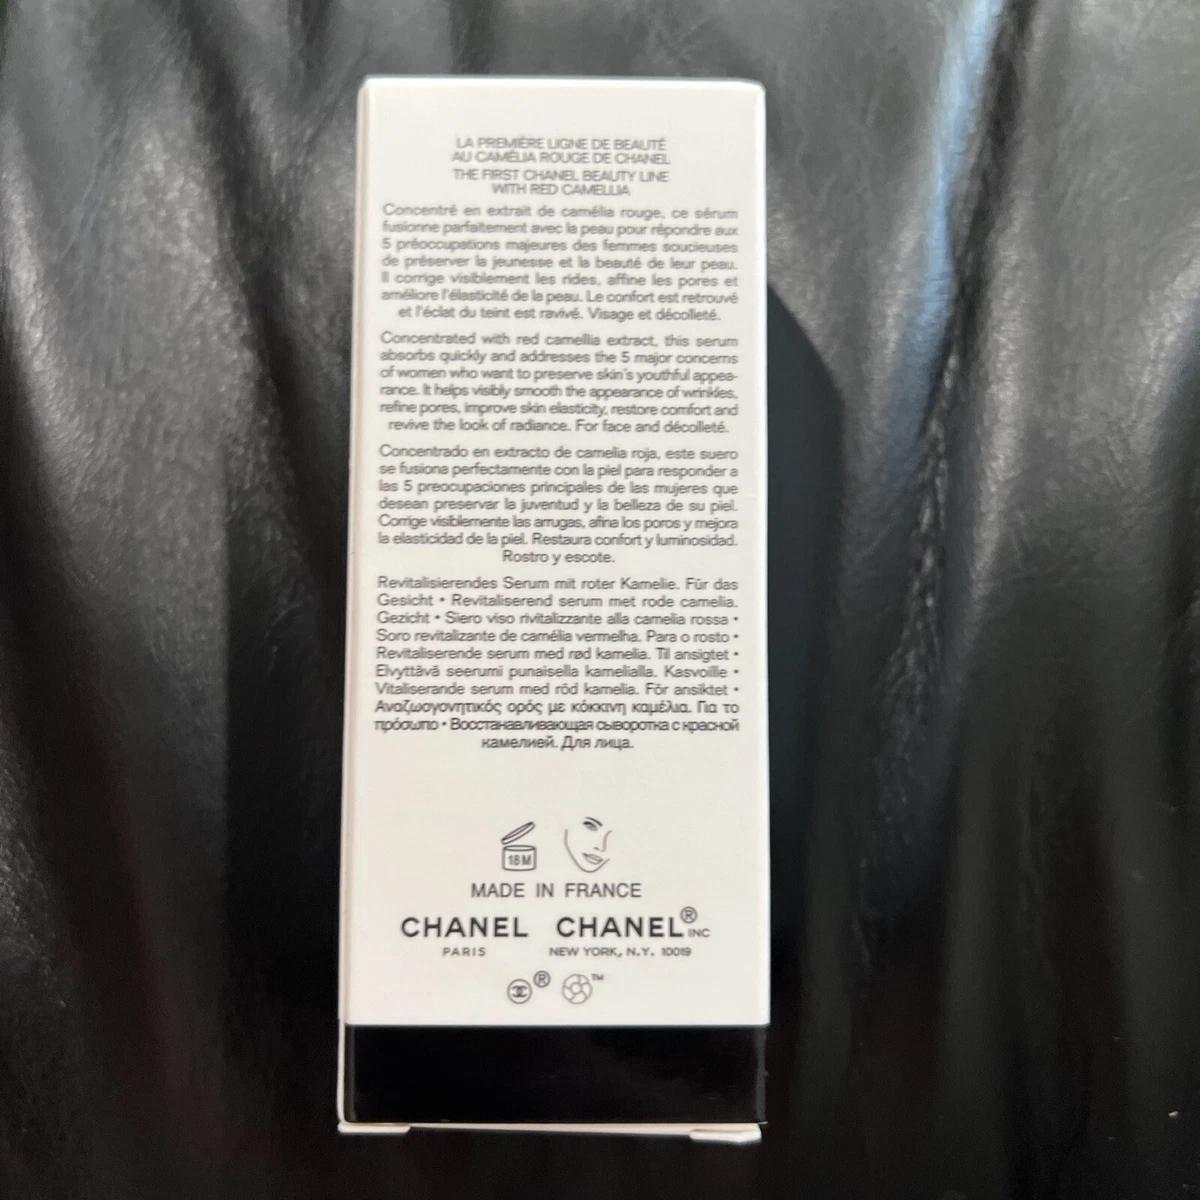 LA PREMIÈRE LIGNE DE BEAUTÉ
AU CAMÉLIA ROUGE DE CHANEL
THE FIRST CHANEL BEAUTY LINE
WITH RED CAMELLIA
Concentré en extrait de camélia rouge, ce sérum
fusionne parfaitement avec la peau pour répondre aux
5 préoccupations majeures des femmes soucieuses
de préserver la jeunesse et la beauté de leur peau.
Il corrige visiblement les rides, affine les pores et
améliore l'élasticité de la peau. Le confort est retrouvé
et l'éclat du teint est ravivé. Visage et décolleté.
Concentrated with red camellia extract, this serum
absorbs quickly and addresses the 5 major concerns
of women who want to preserve skin's youthful appea-
rance. It helps visibly smooth the appearance of wrinkles,
refine pores, improve skin elasticity, restore comfort and
revive the look of radiance. For face and décolleté.
Concentrado en extracto de camelia roja, este suero
se fusiona perfectamente con la piel para responder a
las 5 preocupaciones principales de las mujeres que
desean preservar la juventud y la belleza de su piel.
Corrige visiblemente las arrugas, afina los poros y mejora
la elasticidad de la piel. Restaura confort y luminosidad.
Rostro y escote.
Revitalisierendes Serum mit roter Kamelie. Für das
Gesicht • Revitaliserend serum met rode camelia.
Gezicht • Siero viso rivitalizzante alla camelia rossa •
Soro revitalizante de camélia vermelha. Para o rosto •
Revitaliserende serum med rød kamelia. Til ansigtet •
Elvyttävä seerumi punaisella kamelialla. Kasvoille •
Vitaliserande serum med röd kamelia. För ansiktet •
Αναζωογονητικός ορός με κόκκινη καμέλια. Για το
πρόσωπο • Восстанавливающая сыворотка с красной
камелией. Для лица.
18M
MADE IN FRANCE
CHANEL CHANEL® INC
PARIS NEW YORK, N.Y. 10019
® ™